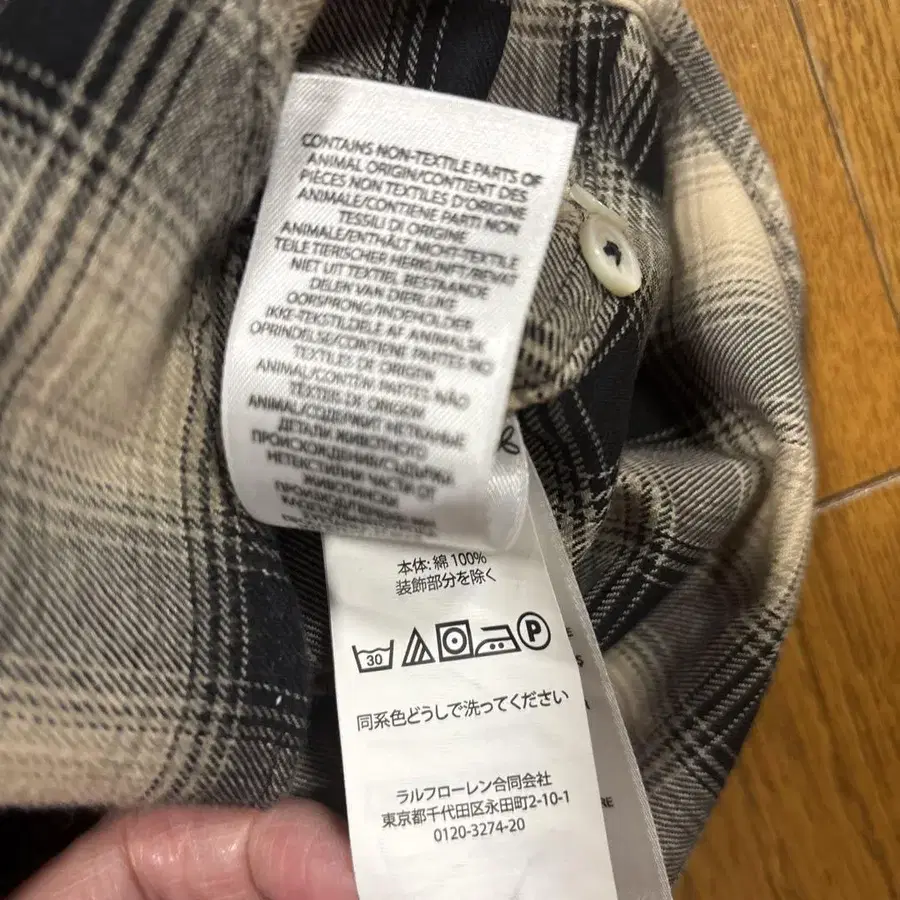 CONTAINS NON-TEXTILE PARTS OF
ANIMAL ORIGIN/CONTIENT DES
PIÈCES NON TEXTILES D'ORIGINE
ANIMALE/CONTIENE PARTI NON
TESSILI DI ORIGINE
ANIMALE/ENTHÄLT NICHT-TEXTILE
TEILE TIERISCHER HERKUNFT/BEVAT
NIET UIT TEXTIEL BESTAANDE
DELEN VAN DIERLIJKE
OORSPRONG/INDEHOLDER
IKKE-TEKSTILDELE AF ANIMALSK
OPRINDELSE/CONTIENE PARTES NO
TEXTILES DE ORIGEN
ANIMAL/CONTÉM PARTES NÃO
TÊXTEIS DE ORIGEM
ANIMAL/СОДЕРЖИТ НЕТКАНЫЕ
ДЕТАЛИ ЖИВОТНОГО
ПРОИСХОЖДЕНИЯ/СЪДЪРЖА
НЕТЕКСТИЛНИ ЧАСТИ ОТ
ЖИВОТИНСКИ
本体: 綿 100%
装飾部分を除く
30
P
同系色どうしで洗ってください
ラルフローレン合同会社
東京都千代田区永田町2-10-1
0120-3274-20
E
S
A
RE